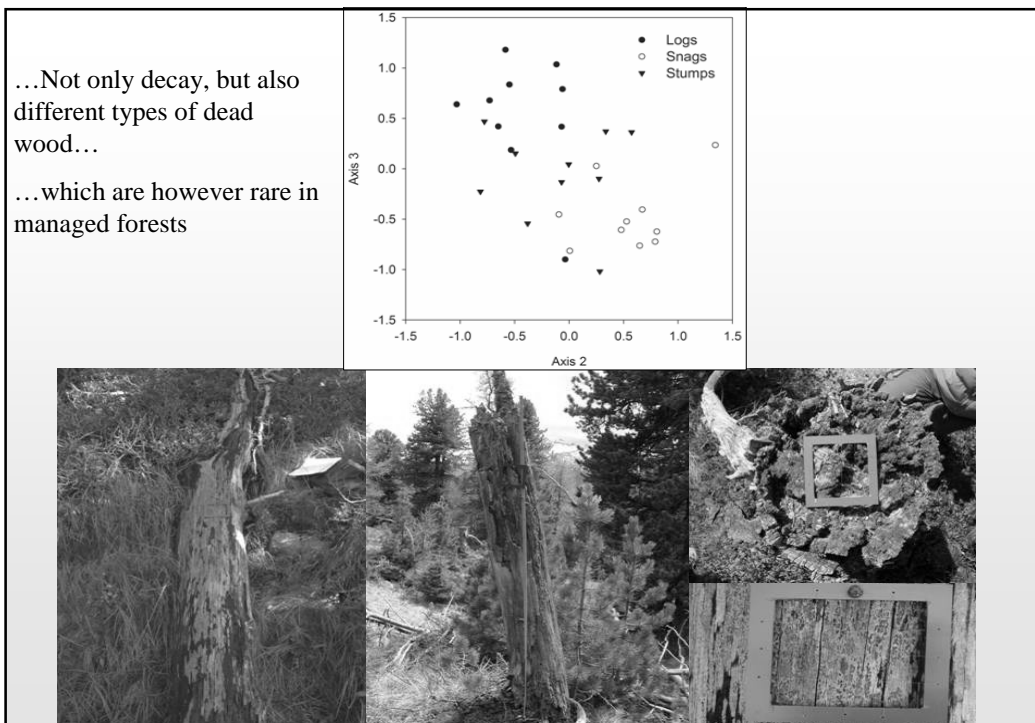 …Not only decay, but also
different types of dead
wood…
…which are however rare in
managed forests
1.5
1.0
0.5
0.0
-0.5
-1.0
-1.5
Axis 3
Logs
Snags
Stumps
-1.5 -1.0 -0.5 0.0 0.5 1.0 1.5
Axis 2